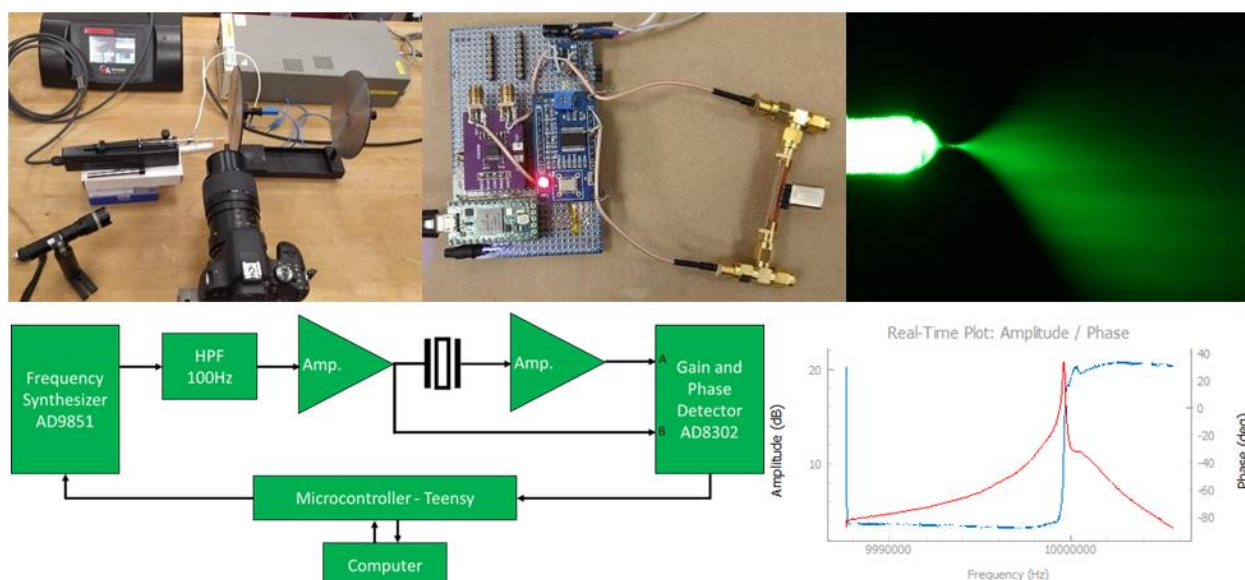 Frequency
Synthesizer
AD9851
HPF
100Hz
Amp.
Amp.
A
B
Gain and
Phase
Detector
AD8302
Microcontroller - Teensy
Computer
Real-Time Plot: Amplitude / Phase
Amplitude (dB)
20
10
40
20
0
-20
-40
-60
-80
Phase (deg)
9990000
10000000
Frequency (Hz)